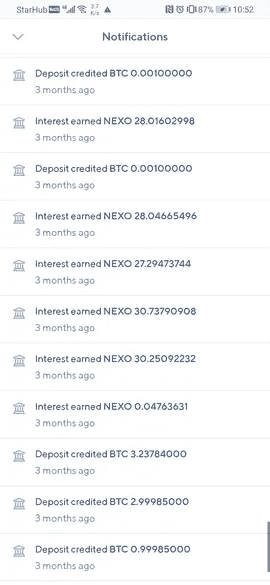 StarHub 3.7 K/s 87% 10:52
Notifications
Deposit credited BTC 0.00100000
3 months ago
Interest earned NEXO 28.01602998
3 months ago
Deposit credited BTC 0.00100000
3 months ago
Interest earned NEXO 28.04665496
3 months ago
Interest earned NEXO 27.29473744
3 months ago
Interest earned NEXO 30.73790908
3 months ago
Interest earned NEXO 30.25092232
3 months ago
Interest earned NEXO 0.04763631
3 months ago
Deposit credited BTC 3.23784000
3 months ago
Deposit credited BTC 2.99985000
3 months ago
Deposit credited BTC 0.99985000
3 months ago